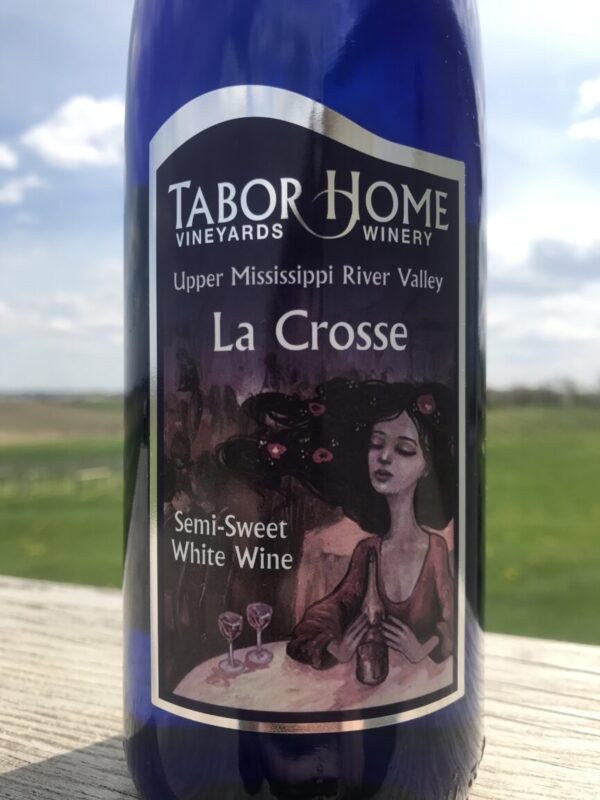 TABOR HOME
VINEYARDS WINERY
Upper Mississippi River Valley
La Crosse
Semi-Sweet
White Wine